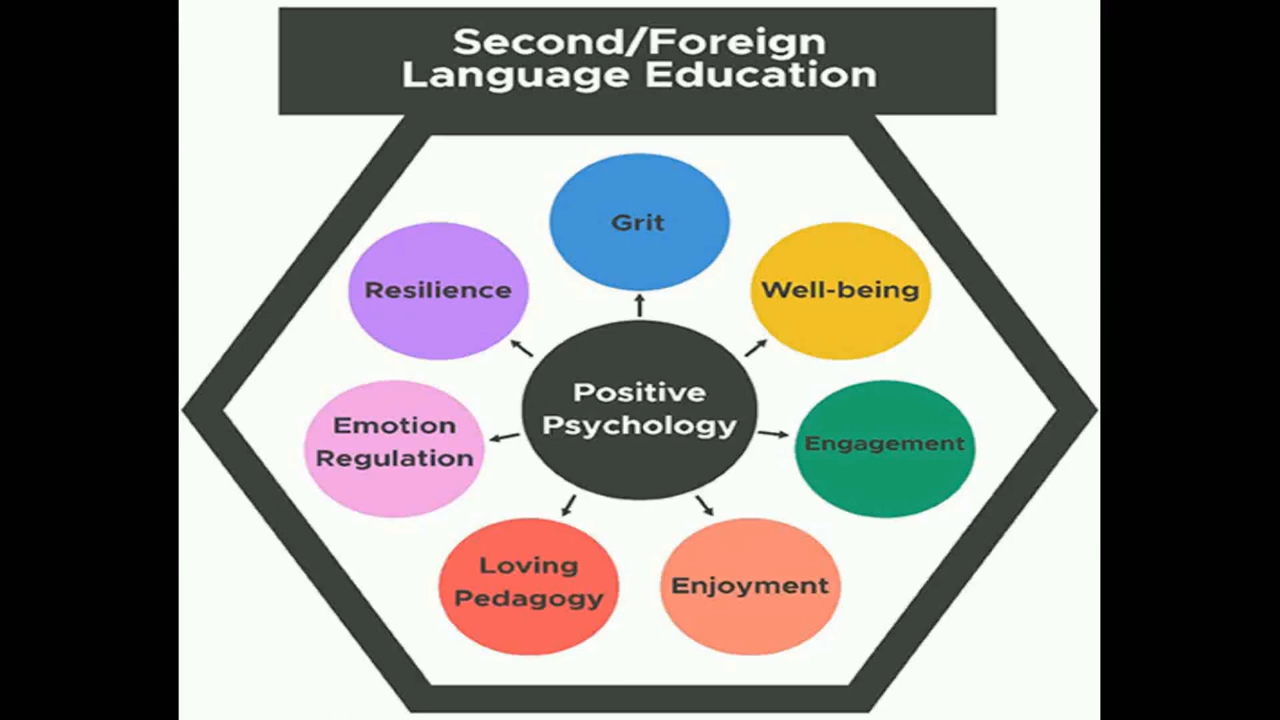 Second/Foreign
Language Education
Grit
Resilience
Well-being
Positive
Psychology
Emotion
Regulation
Engagement
Loving
Pedagogy
Enjoyment